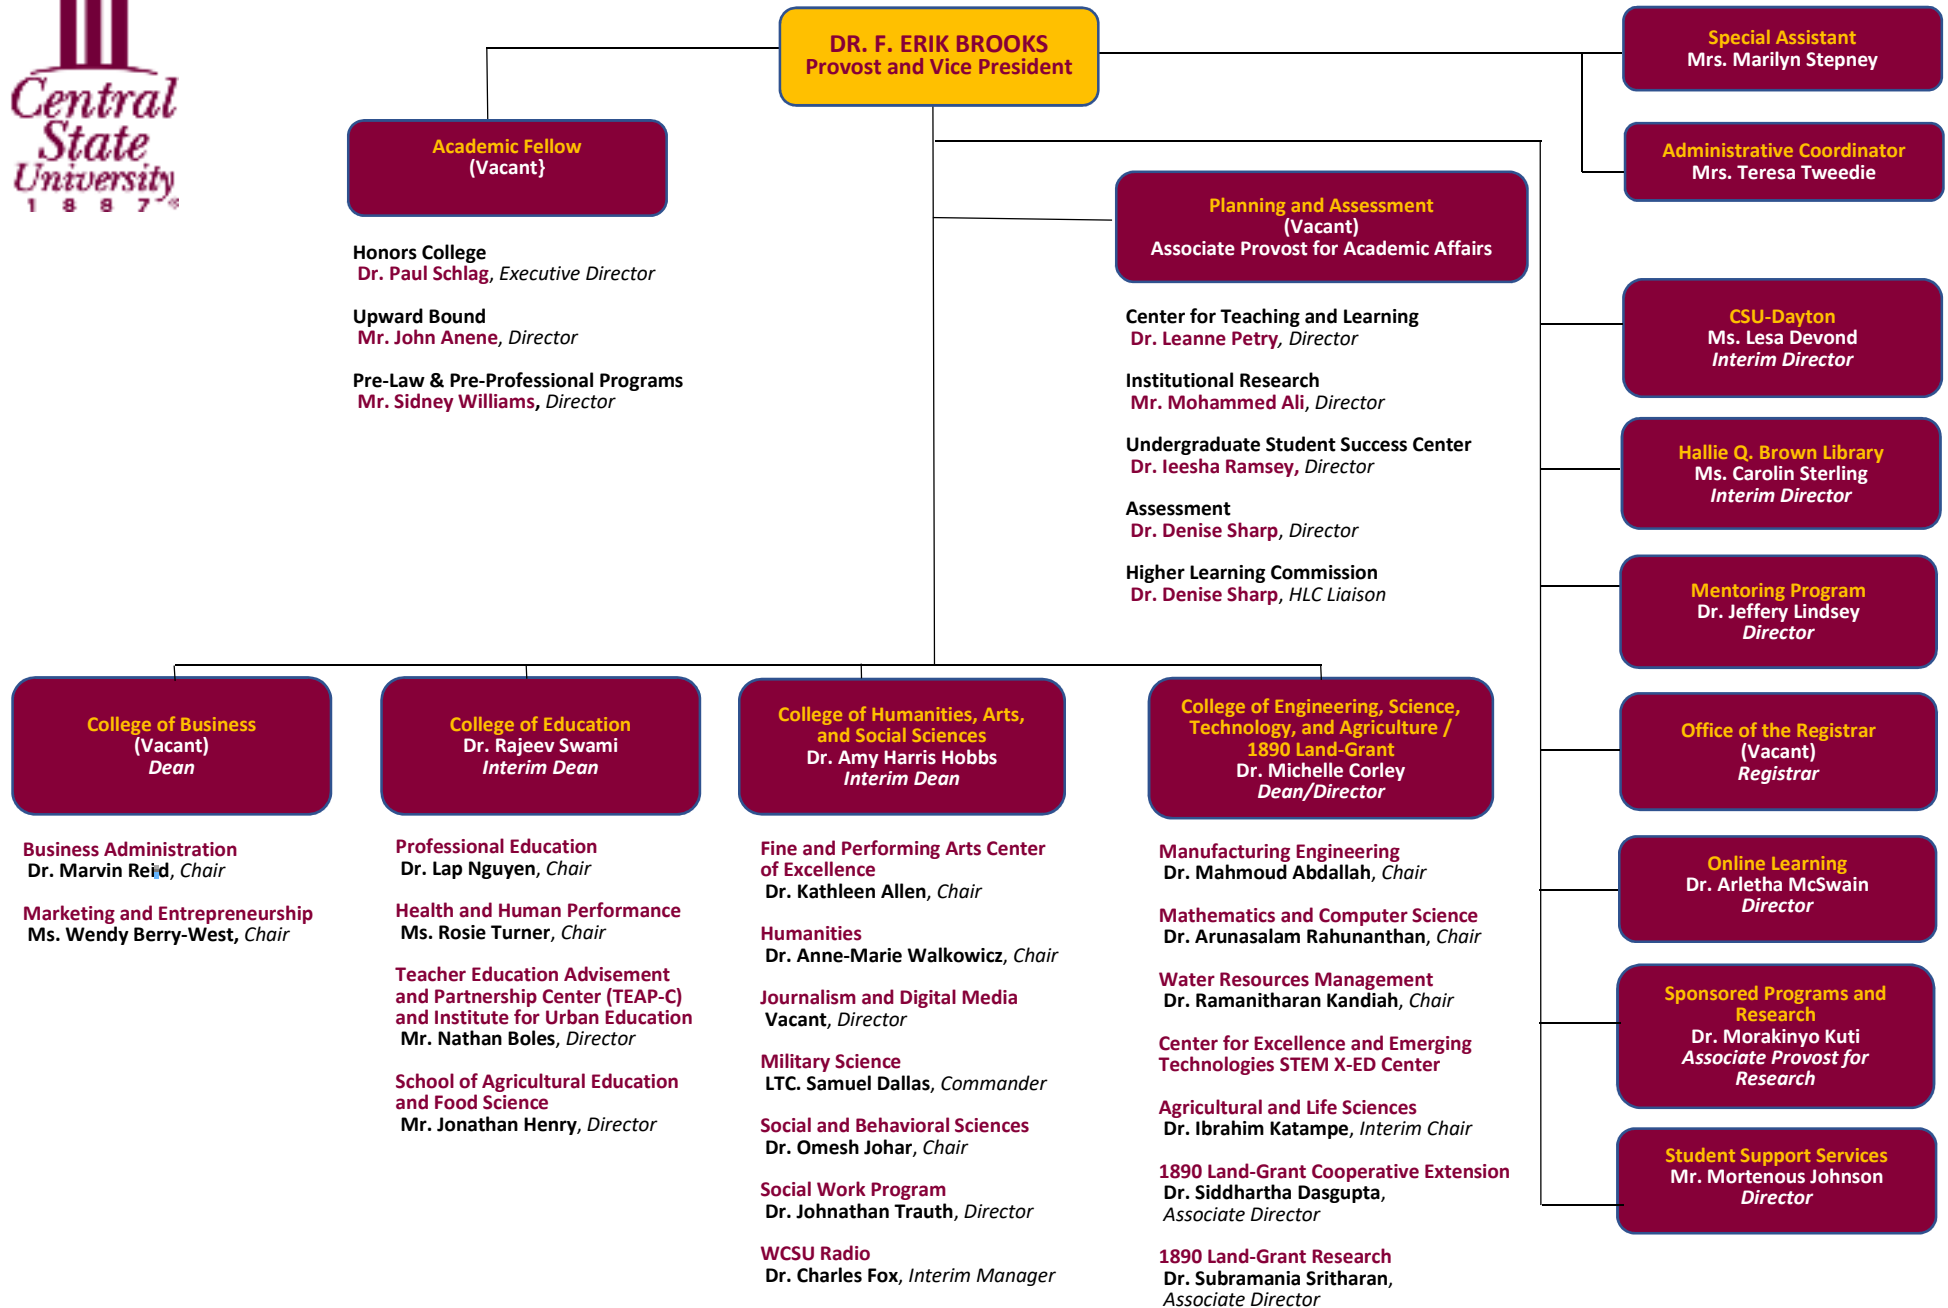 Central
State
University
1 8 8 7
DR. F. ERIK BROOKS
Provost and Vice President
Special Assistant
Mrs. Marilyn Stepney
Administrative Coordinator
Mrs. Teresa Tweedie
Academic Fellow
(Vacant}
Honors College
Dr. Paul Schlag, Executive Director
Upward Bound
Mr. John Anene, Director
Pre-Law & Pre-Professional Programs
Mr. Sidney Williams, Director
Planning and Assessment
(Vacant)
Associate Provost for Academic Affairs
Center for Teaching and Learning
Dr. Leanne Petry, Director
Institutional Research
Mr. Mohammed Ali, Director
Undergraduate Student Success Center
Dr. Ieesha Ramsey, Director
Assessment
Dr. Denise Sharp, Director
Higher Learning Commission
Dr. Denise Sharp, HLC Liaison
CSU-Dayton
Ms. Lesa Devond
Interim Director
Hallie Q. Brown Library
Ms. Carolin Sterling
Interim Director
Mentoring Program
Dr. Jeffery Lindsey
Director
Office of the Registrar
(Vacant)
Registrar
Online Learning
Dr. Arletha McSwain
Director
Sponsored Programs and
Research
Dr. Morakinyo Kuti
Associate Provost for
Research
Student Support Services
Mr. Mortenous Johnson
Director
College of Business
(Vacant)
Dean
Business Administration
Dr. Marvin Reid, Chair
Marketing and Entrepreneurship
Ms. Wendy Berry-West, Chair
College of Education
Dr. Rajeev Swami
Interim Dean
Professional Education
Dr. Lap Nguyen, Chair
Health and Human Performance
Ms. Rosie Turner, Chair
Teacher Education Advisement
and Partnership Center (TEAP-C)
and Institute for Urban Education
Mr. Nathan Boles, Director
School of Agricultural Education
and Food Science
Mr. Jonathan Henry, Director
College of Humanities, Arts,
and Social Sciences
Dr. Amy Harris Hobbs
Interim Dean
Fine and Performing Arts Center
of Excellence
Dr. Kathleen Allen, Chair
Humanities
Dr. Anne-Marie Walkowicz, Chair
Journalism and Digital Media
Vacant, Director
Military Science
LTC. Samuel Dallas, Commander
Social and Behavioral Sciences
Dr. Omesh Johar, Chair
Social Work Program
Dr. Johnathan Trauth, Director
WCSU Radio
Dr. Charles Fox, Interim Manager
College of Engineering, Science,
Technology, and Agriculture /
1890 Land-Grant
Dr. Michelle Corley
Dean/Director
Manufacturing Engineering
Dr. Mahmoud Abdallah, Chair
Mathematics and Computer Science
Dr. Arunasalam Rahunanthan, Chair
Water Resources Management
Dr. Ramanitharan Kandiah, Chair
Center for Excellence and Emerging
Technologies STEM X-ED Center
Agricultural and Life Sciences
Dr. Ibrahim Katampe, Interim Chair
1890 Land-Grant Cooperative Extension
Dr. Siddhartha Dasgupta,
Associate Director
1890 Land-Grant Research
Dr. Subramania Sritharan,
Associate Director